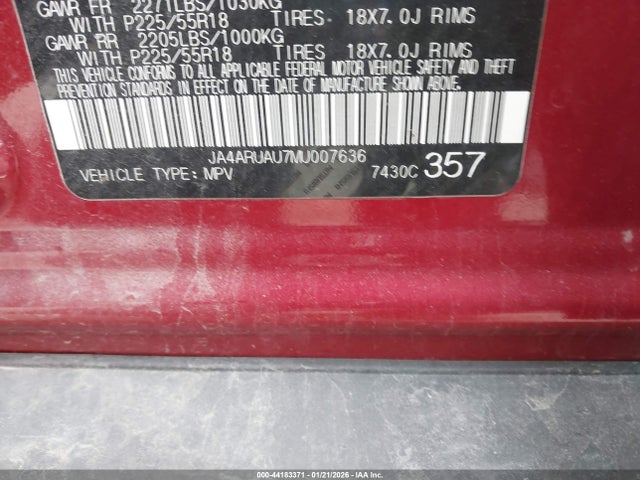 GAWR FR 2271LBS/1030KG
WITH P225/55R18 TIRES 18X7.0J RIMS
GAWR RR 2205LBS/1000KG
WITH P225/55R18 TIRES 18X7.0J RIMS
THIS VEHICLE CONFORMS TO ALL APPLICABLE FEDERAL MOTOR VEHICLE SAFETY AND THEFT
PREVENTION STANDARDS IN EFFECT ON THE DATE OF MANUFACTURE SHOWN ABOVE.
JA4ARUAU7MU007636
VEHICLE TYPE:MPV 7430C 357
000-44183371 - 01/21/2026 - IAA Inc.